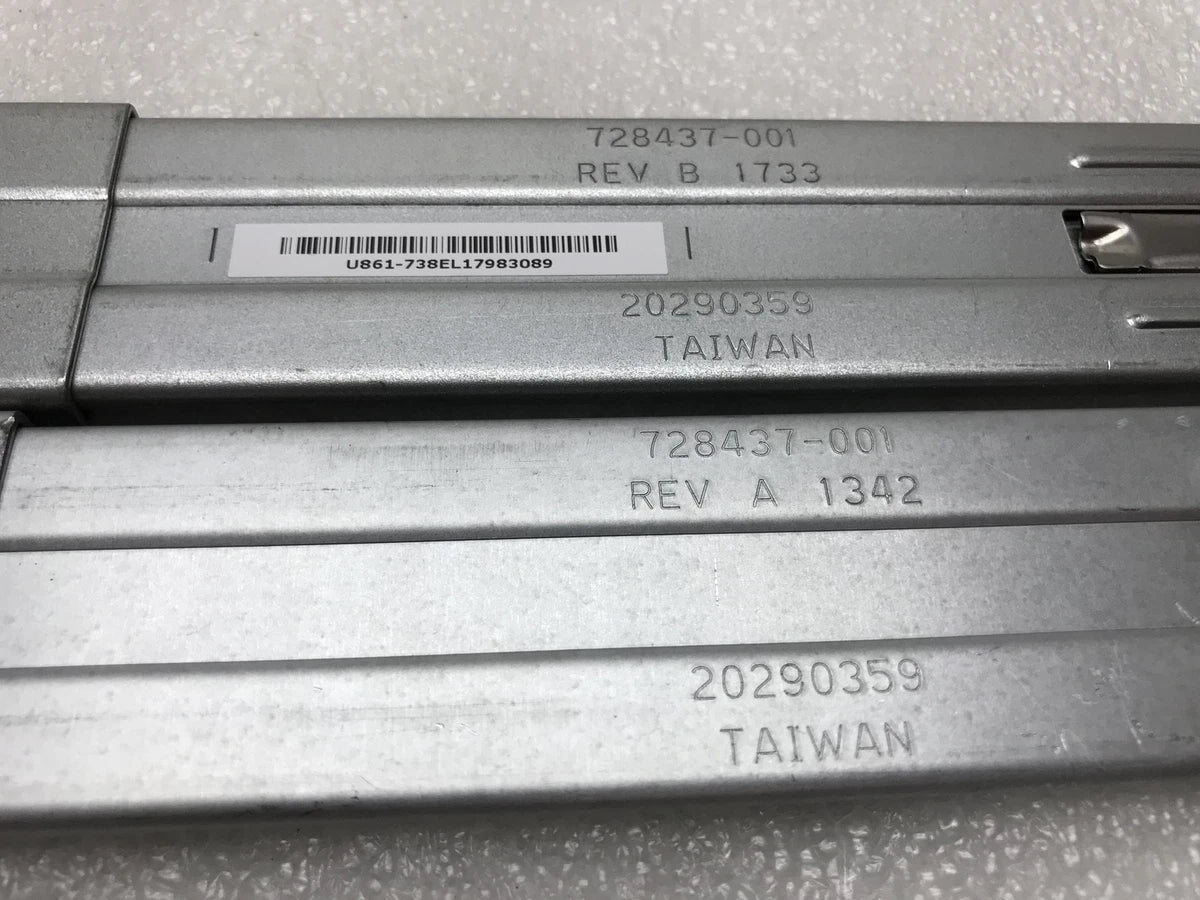 728437-001
REV B 1733
U861-738EL17983089
20290359
TAIWAN
728437-001
REV A 1342
20290359
TAIWAN